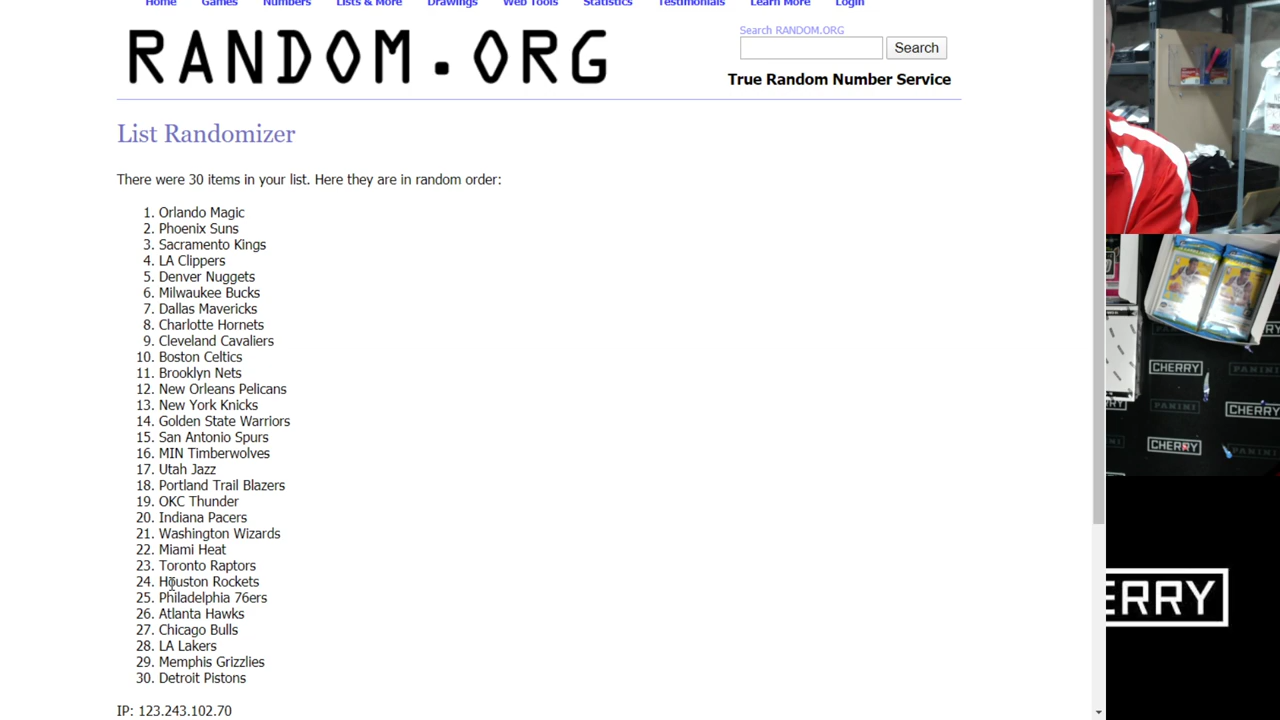 Home Games Numbers Lists & More Drawings Web Tools Statistics Testimonials Learn More Login
RANDOM.ORG
Search RANDOM.ORG
Search
True Random Number Service
List Randomizer
There were 30 items in your list. Here they are in random order:
1. Orlando Magic
2. Phoenix Suns
3. Sacramento Kings
4. LA Clippers
5. Denver Nuggets
6. Milwaukee Bucks
7. Dallas Mavericks
8. Charlotte Hornets
9. Cleveland Cavaliers
10. Boston Celtics
11. Brooklyn Nets
12. New Orleans Pelicans
13. New York Knicks
14. Golden State Warriors
15. San Antonio Spurs
16. MIN Timberwolves
17. Utah Jazz
18. Portland Trail Blazers
19. OKC Thunder
20. Indiana Pacers
21. Washington Wizards
22. Miami Heat
23. Toronto Raptors
24. Houston Rockets
25. Philadelphia 76ers
26. Atlanta Hawks
27. Chicago Bulls
28. LA Lakers
29. Memphis Grizzlies
30. Detroit Pistons
IP: 123.243.102.70
CHERRY PANINI
PANINI CHERRY
CHERRY
ERRY